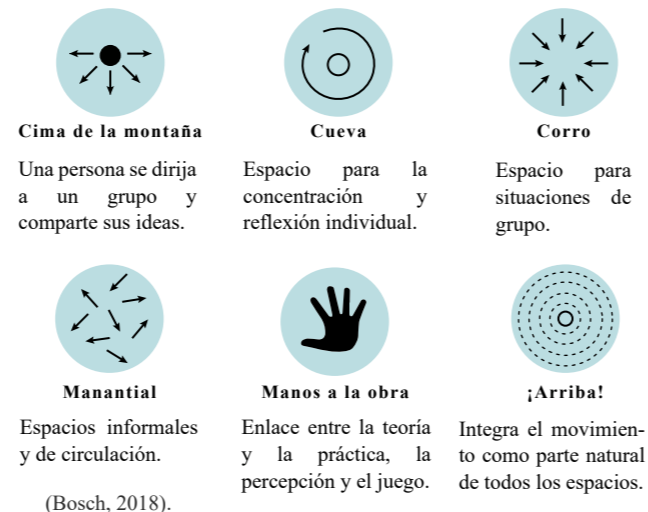 Cima de la montaña
Una persona se dirija
a un grupo y
comparte sus ideas.
Cueva
Espacio para la
concentración y
reflexión individual.
Corro
Espacio para
situaciones de
grupo.
Manantial
Espacios informales
y de circulación.
(Bosch, 2018).
Manos a la obra
Enlace entre la teoría
y la práctica, la
percepción y el juego.
¡Arriba!
Integra el movimien-
to como parte natural
de todos los espacios.